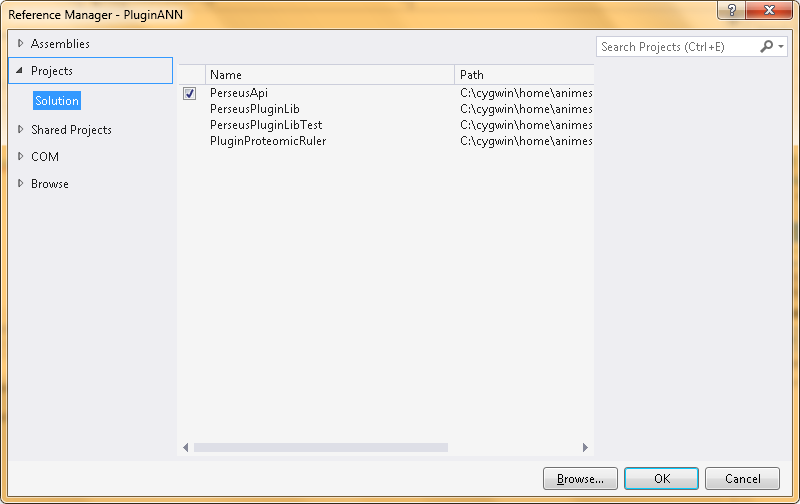 Reference Manager - PluginANN
?
Assemblies
Projects
Solution
Shared Projects
COM
Browse
Search Projects (Ctrl+E)
Name Path
PerseusApi C:\cygwin\home\animes
PerseusPluginLib C:\cygwin\home\animes
PerseusPluginLibTest C:\cygwin\home\animes
PluginProteomicRuler C:\cygwin\home\animes
Browse... OK Cancel